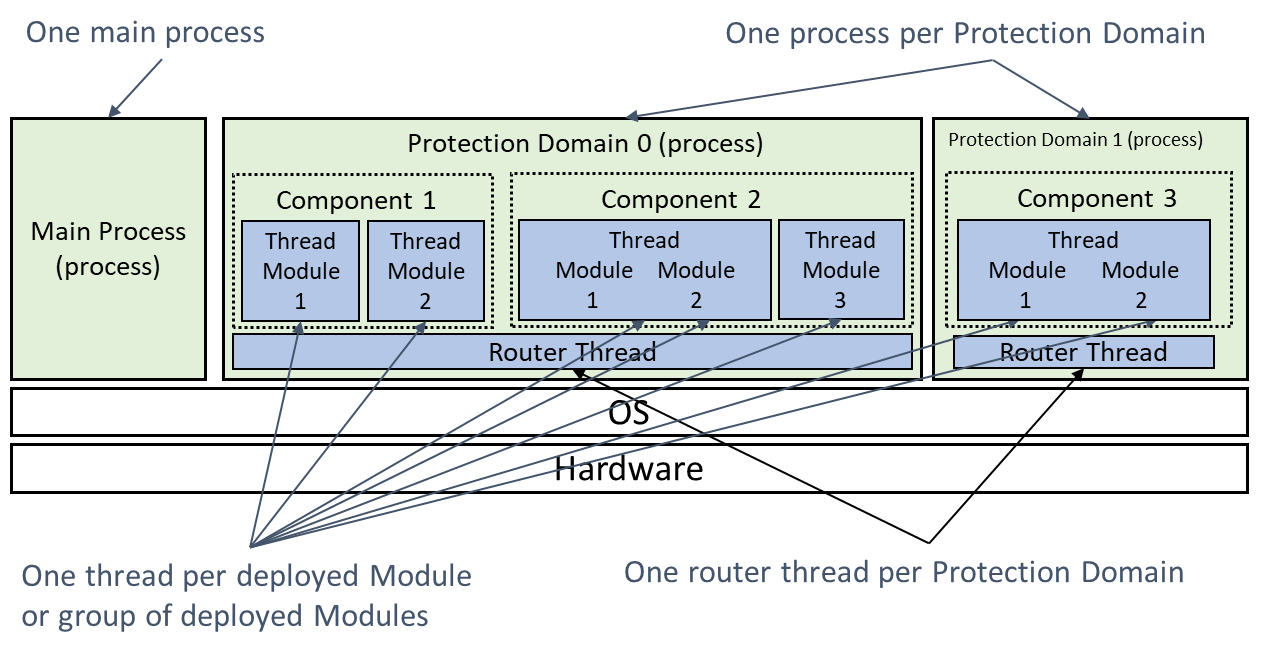 One main process
One process per Protection Domain
Main Process
(process)
Protection Domain 0 (process)
Component 1
Thread
Module
1
Thread
Module
2
Component 2
Thread
Module Module
1 2
Thread
Module
3
Router Thread
Protection Domain 1 (process)
Component 3
Thread
Module Module
1 2
Router Thread
OS
Hardware
One thread per deployed Module
or group of deployed Modules
One router thread per Protection Domain